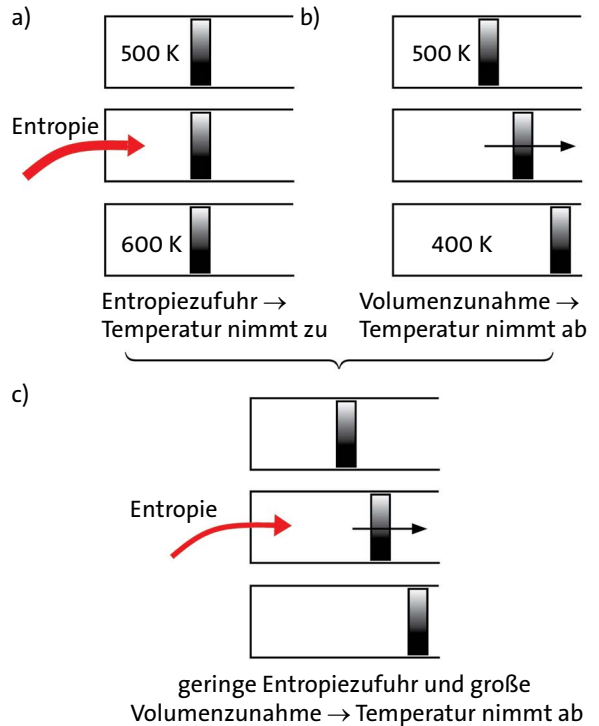 a)
b)
500 K
500 K
Entropie
600 K
400 K
Entropiezufuhr →
Temperatur nimmt zu
Volumenzunahme →
Temperatur nimmt ab
c)
Entropie
geringe Entropiezufuhr und große
Volumenzunahme → Temperatur nimmt ab